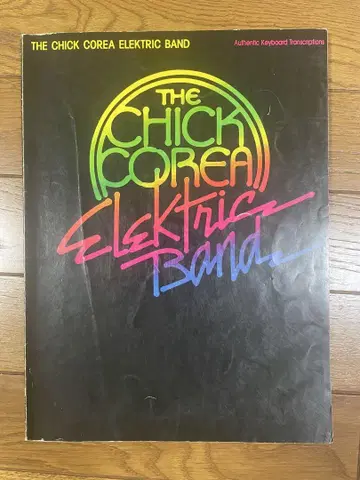 THE CHICK COREA ELEKTRIC BAND
Authentic Keyboard Transcriptions
THE
CHICK
COREA
Elektric
Band